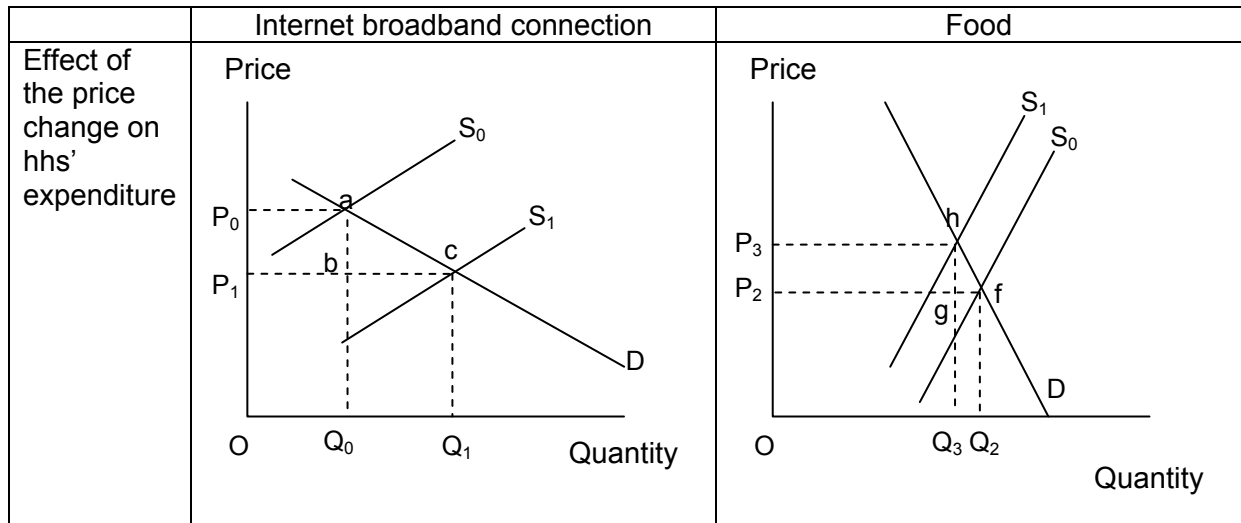 Internet broadband connection
Food
Effect of
the price
change on
hhs'
expenditure
Price
S0
a
P0
S1
b
c
P1
D
O
Q0
Q1
Quantity
Price
S1
S0
h
P3
P2
g
f
D
O
Q3 Q2
Quantity